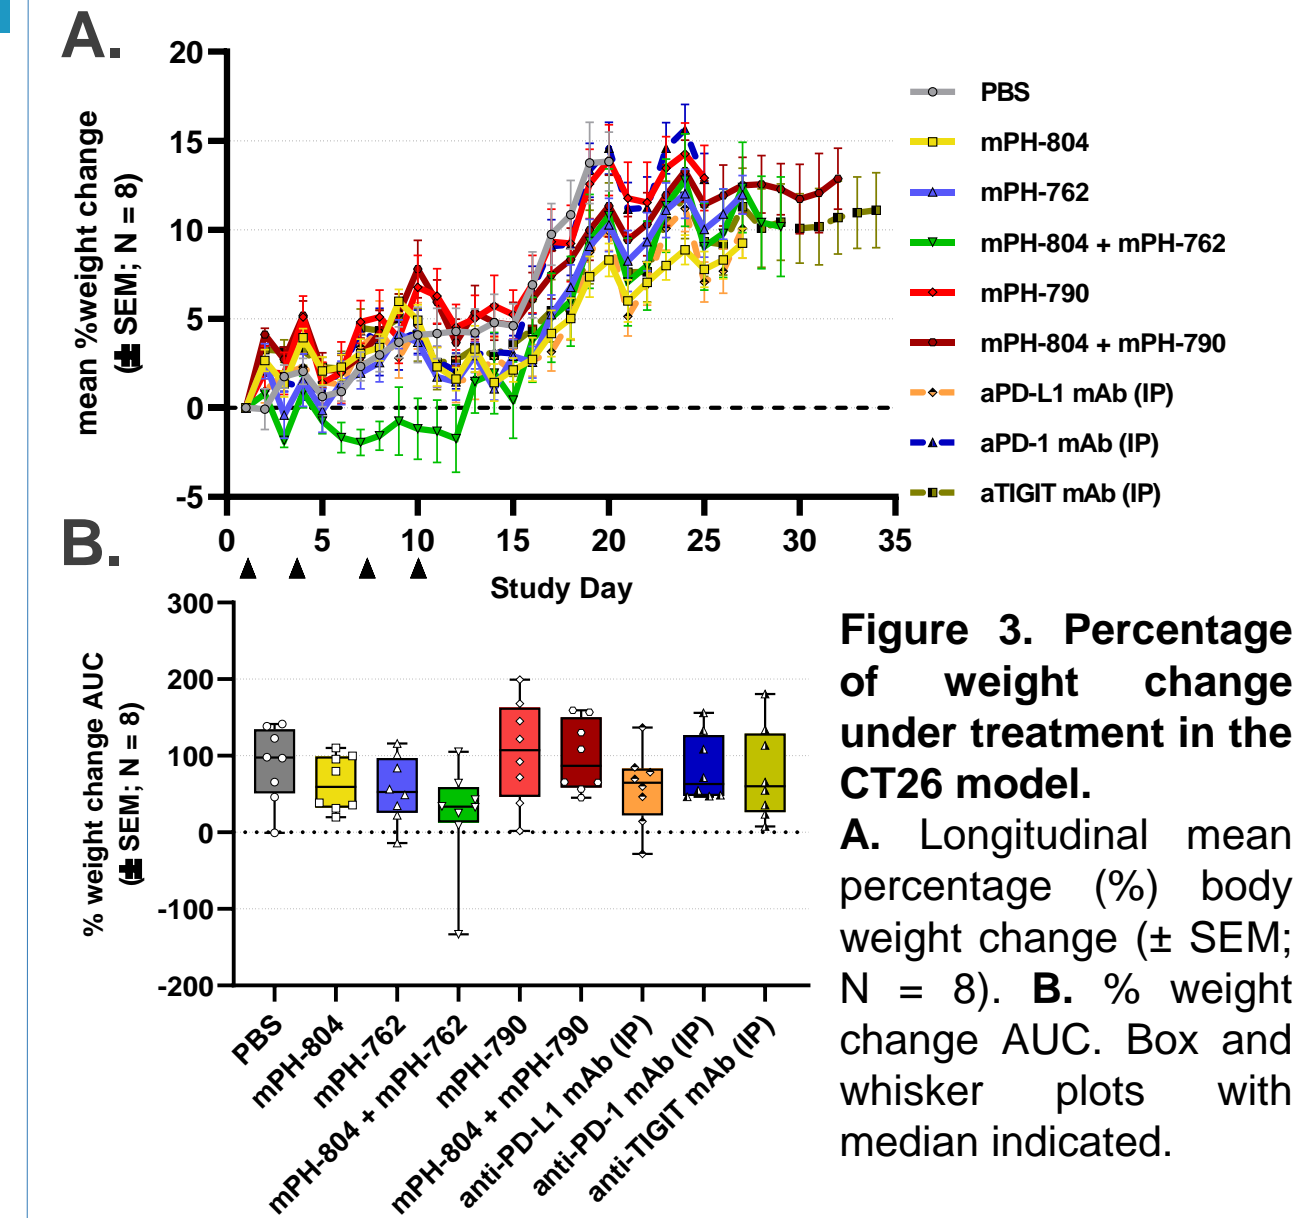 A.
20
15
10
5
0
-5
mean %weight change
(± SEM; N = 8)
0 5 10 15 20 25 30 35
Study Day
PBS
mPH-804
mPH-762
mPH-804 + mPH-762
mPH-790
mPH-804 + mPH-790
aPD-L1 mAb (IP)
aPD-1 mAb (IP)
aTIGIT mAb (IP)
B.
300
200
100
0
-100
-200
% weight change AUC
(± SEM; N = 8)
PBS
mPH-804
mPH-762
mPH-804 + mPH-762
mPH-790
mPH-804 + mPH-790
anti-PD-L1 mAb (IP)
anti-PD-1 mAb (IP)
anti-TIGIT mAb (IP)
Figure 3. Percentage
of weight change
under treatment in the
CT26 model.
A. Longitudinal mean
percentage (%) body
weight change (± SEM;
N = 8). B. % weight
change AUC. Box and
whisker plots with
median indicated.